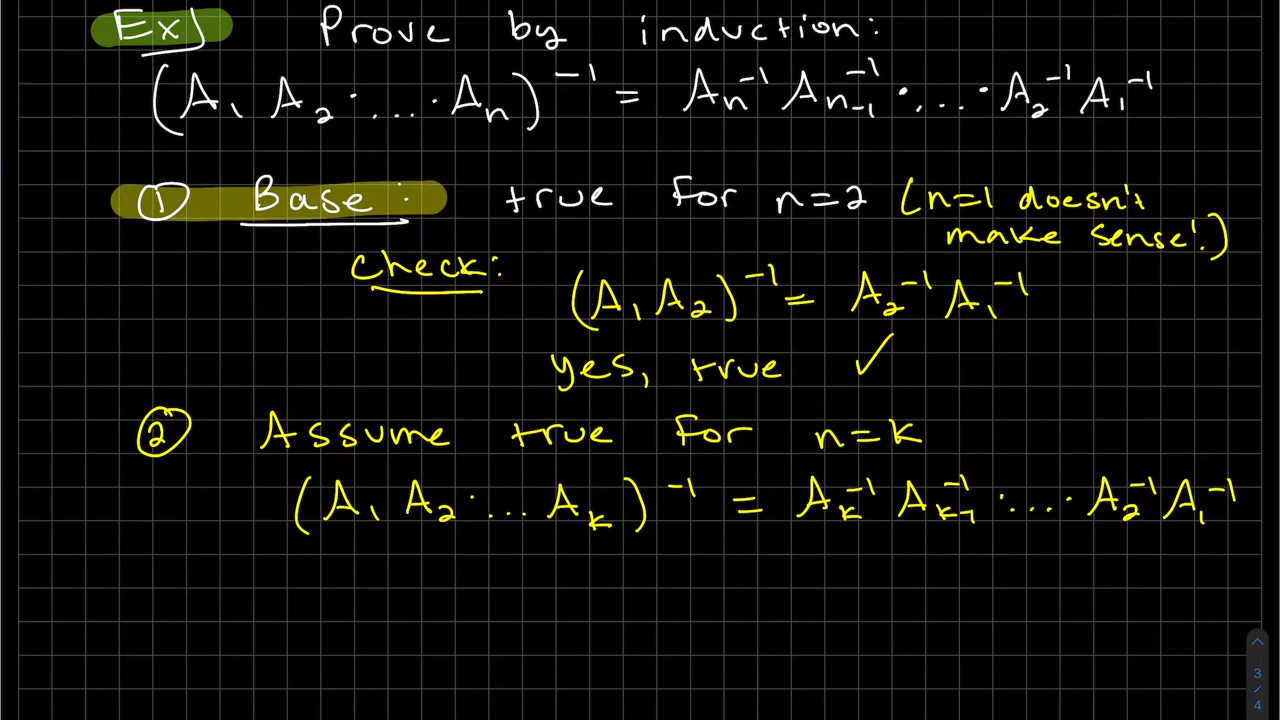 Ex) Prove by induction:
(A₁ A₂ · ... · Aₙ)⁻¹ = Aₙ⁻¹ Aₙ₋₁⁻¹ · ... · A₂⁻¹ A₁⁻¹
① Base: true for n=2 (n=1 doesn't
make sense!)
Check:
(A₁ A₂)⁻¹ = A₂⁻¹ A₁⁻¹
yes, true ✓
② Assume true for n=k
(A₁ A₂ · ... Aₖ)⁻¹ = Aₖ⁻¹ Aₖ₋₁⁻¹ · ... · A₂⁻¹ A₁⁻¹
3
/
4